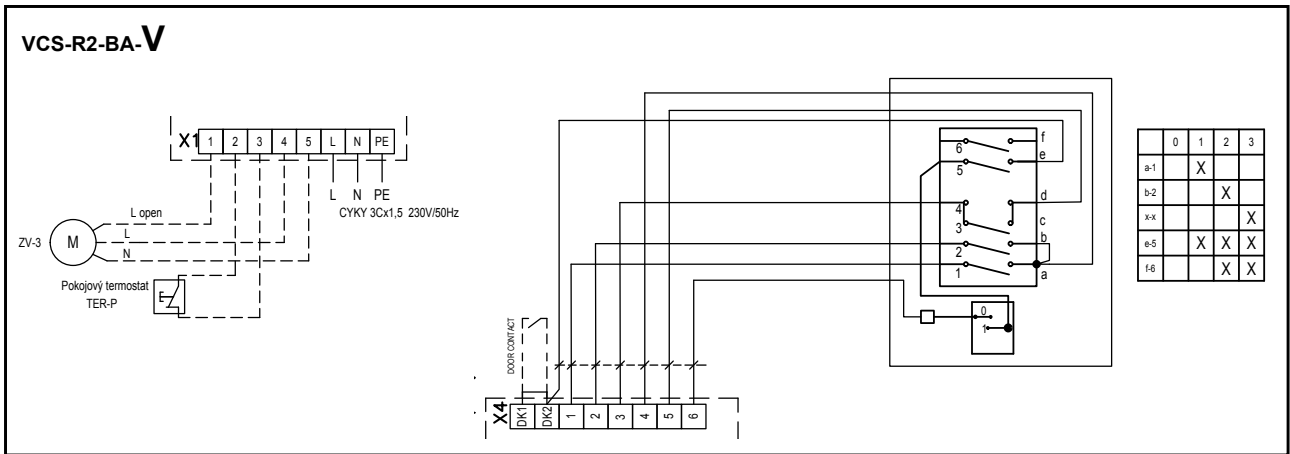 VCS-R2-BA-V
X1 1 2 3 4 5 L N PE
L N PE
CYKY 3Cx1,5 230V/50Hz
L open
L
N
ZV-3
M
Pokojový termostat
TER-P
DOOR CONTACT
X4 DK1 DK2 1 2 3 4 5 6
6 f
5 e
4 d
3 c
2 b
1 a
0
1
0 1 2 3
a-1 X
b-2 X
x-x X
e-5 X X X
f-6 X X